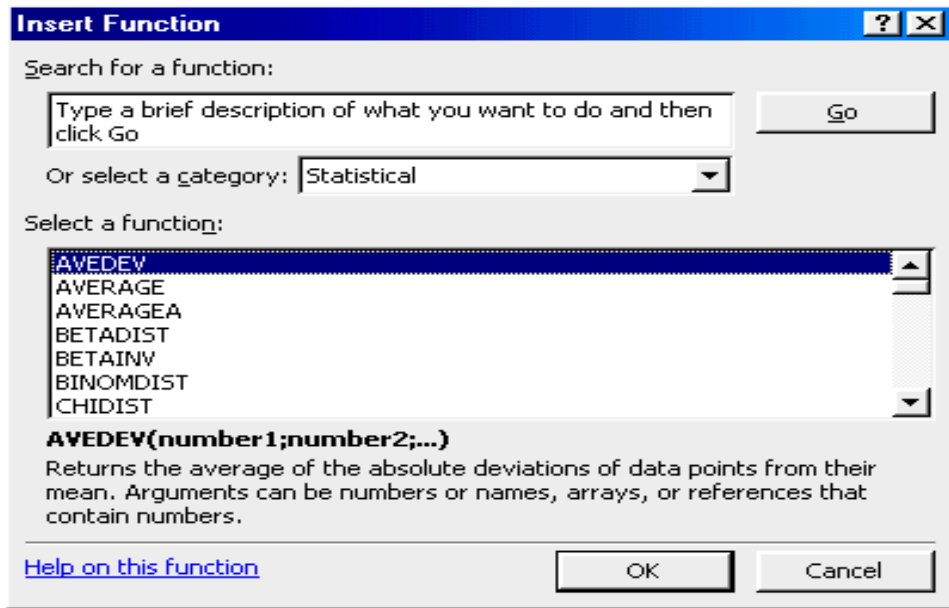 Insert Function
Search for a function:
Type a brief description of what you want to do and then
click Go
Go
Or select a category: Statistical
Select a function:
AVEDEV
AVERAGE
AVERAGEA
BETADIST
BETAINV
BINOMDIST
CHIDIST
AVEDEV(number1;number2;...)
Returns the average of the absolute deviations of data points from their
mean. Arguments can be numbers or names, arrays, or references that
contain numbers.
Help on this function
OK
Cancel